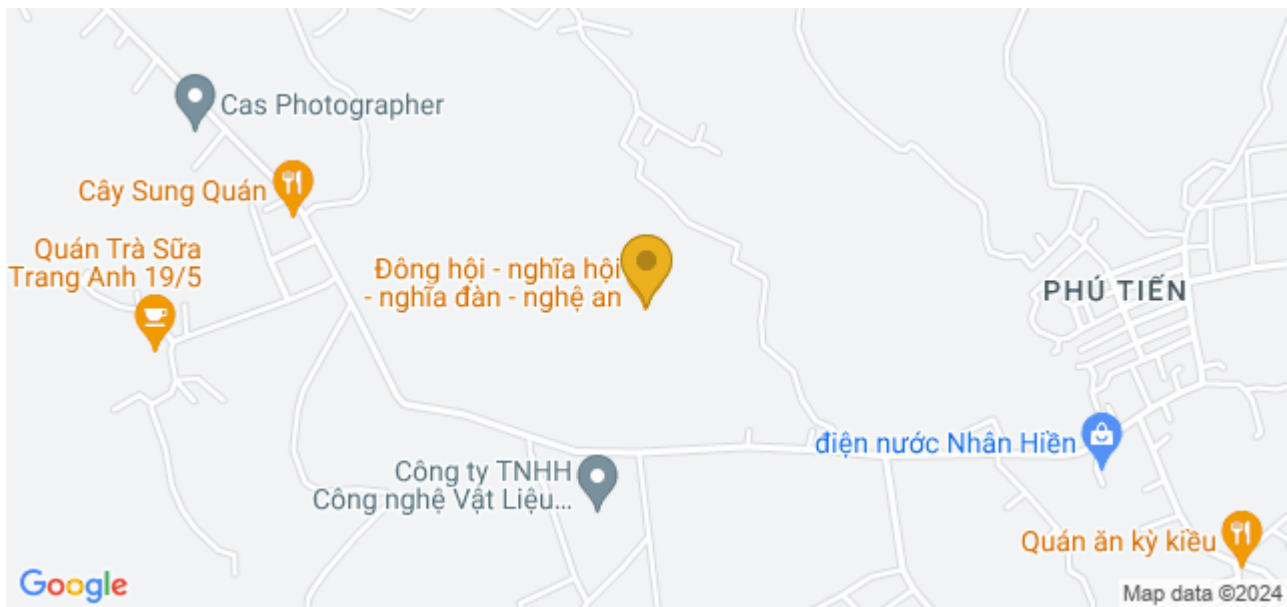 Cas Photographer
Cây Sung Quán
Quán Trà Sữa
Trang Anh 19/5
Đông hội - nghĩa hội
- nghĩa đàn - nghệ an
PHÚ TIẾN
điện nước Nhân Hiền
Công ty TNHH
Công nghệ Vật Liệu...
Quán ăn kỳ kiều
Google
Map data ©2024